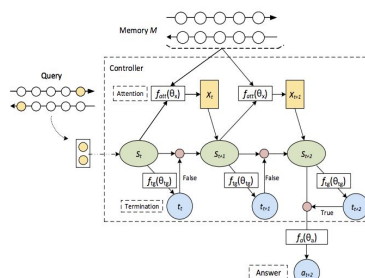 Memory M
Query
Controller
Attention
f_att(θ_x)
X_t
f_att(θ_x)
X_t+1
S_t
S_t+1
S_t+2
f_tg(θ_tg)
False
f_tg(θ_tg)
False
f_tg(θ_tg)
Termination
t_t
t_t+1
True
t_t+2
f_a(θ_a)
Answer
a_t+2